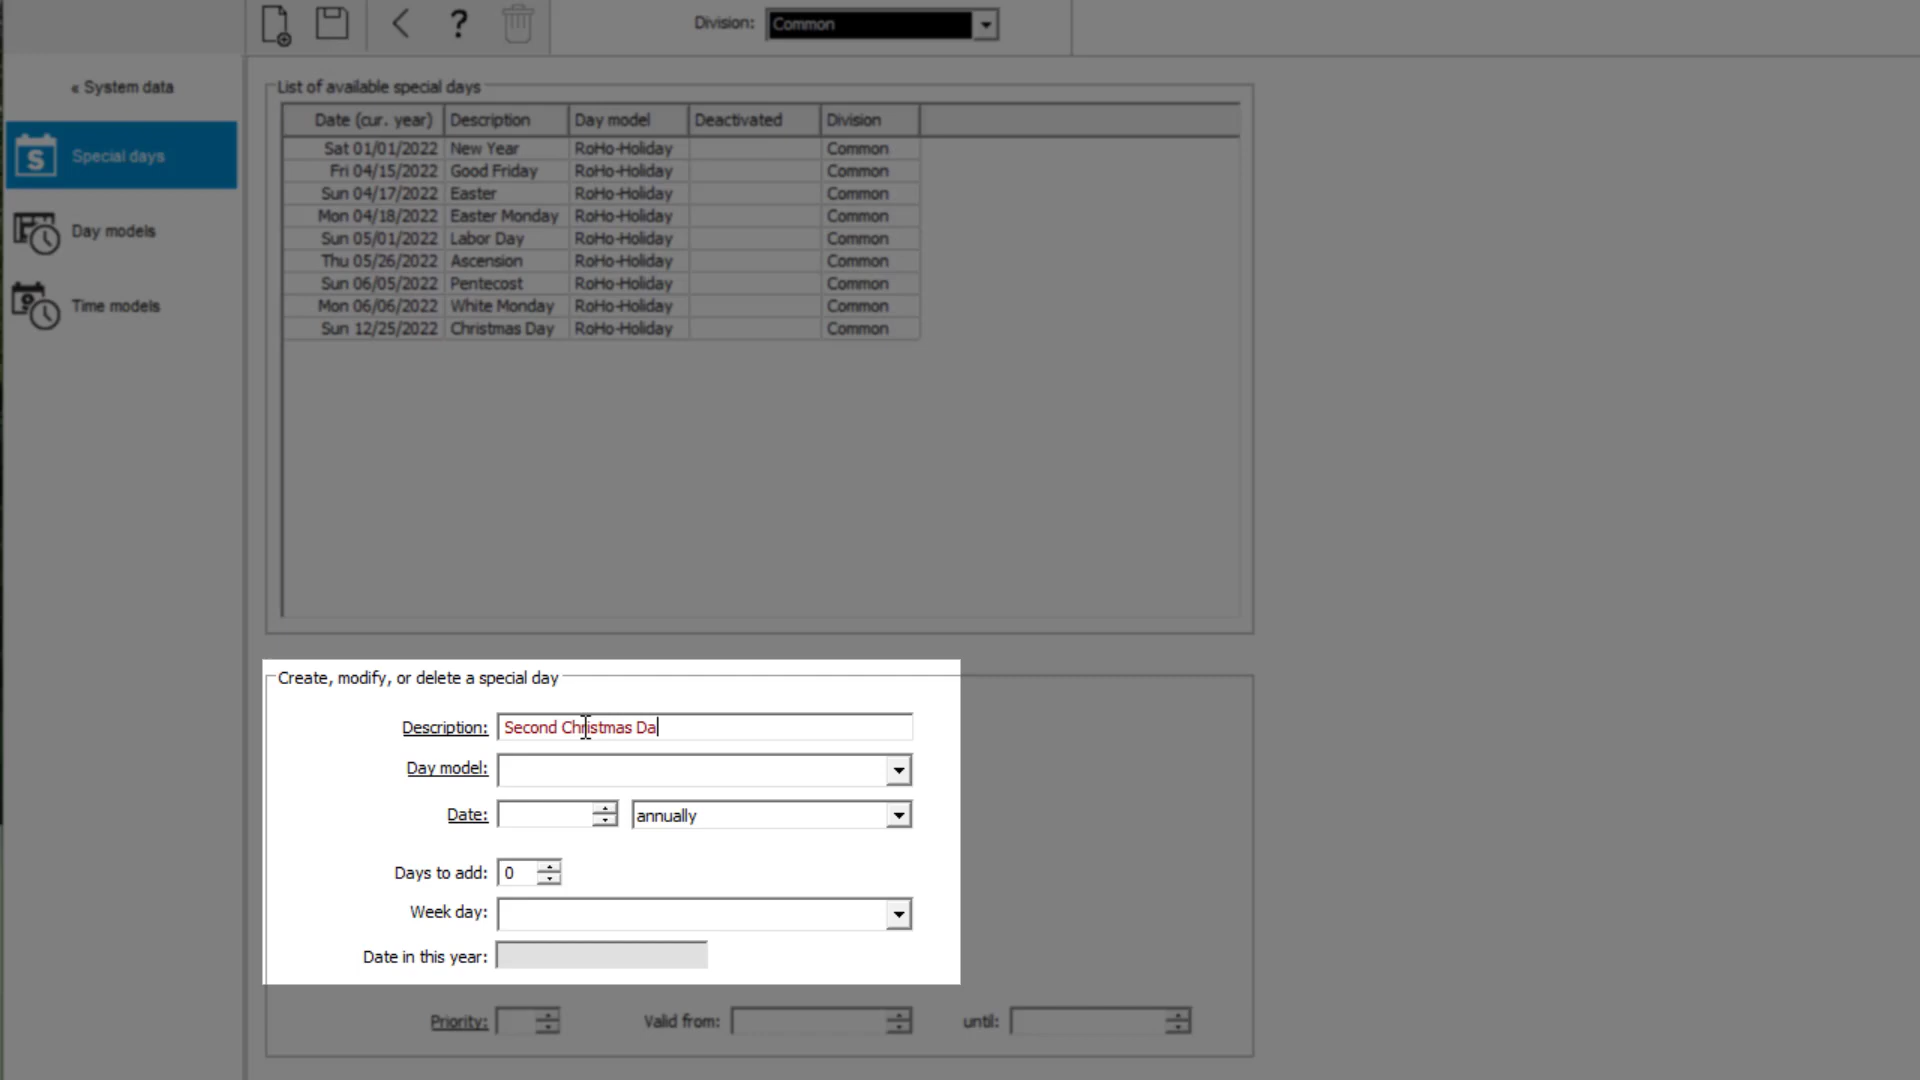 ?
Division: Common
« System data
Special days
Day models
Time models
List of available special days
Date (cur. year) Description Day model Deactivated Division
Sat 01/01/2022 New Year RoHo-Holiday Common
Fri 04/15/2022 Good Friday RoHo-Holiday Common
Sun 04/17/2022 Easter RoHo-Holiday Common
Mon 04/18/2022 Easter Monday RoHo-Holiday Common
Sun 05/01/2022 Labor Day RoHo-Holiday Common
Thu 05/26/2022 Ascension RoHo-Holiday Common
Sun 06/05/2022 Pentecost RoHo-Holiday Common
Mon 06/06/2022 White Monday RoHo-Holiday Common
Sun 12/25/2022 Christmas Day RoHo-Holiday Common
Create, modify, or delete a special day
Description: Second Christmas Da
Day model:
Date: annually
Days to add: 0
Week day:
Date in this year:
Priority: Valid from: until: